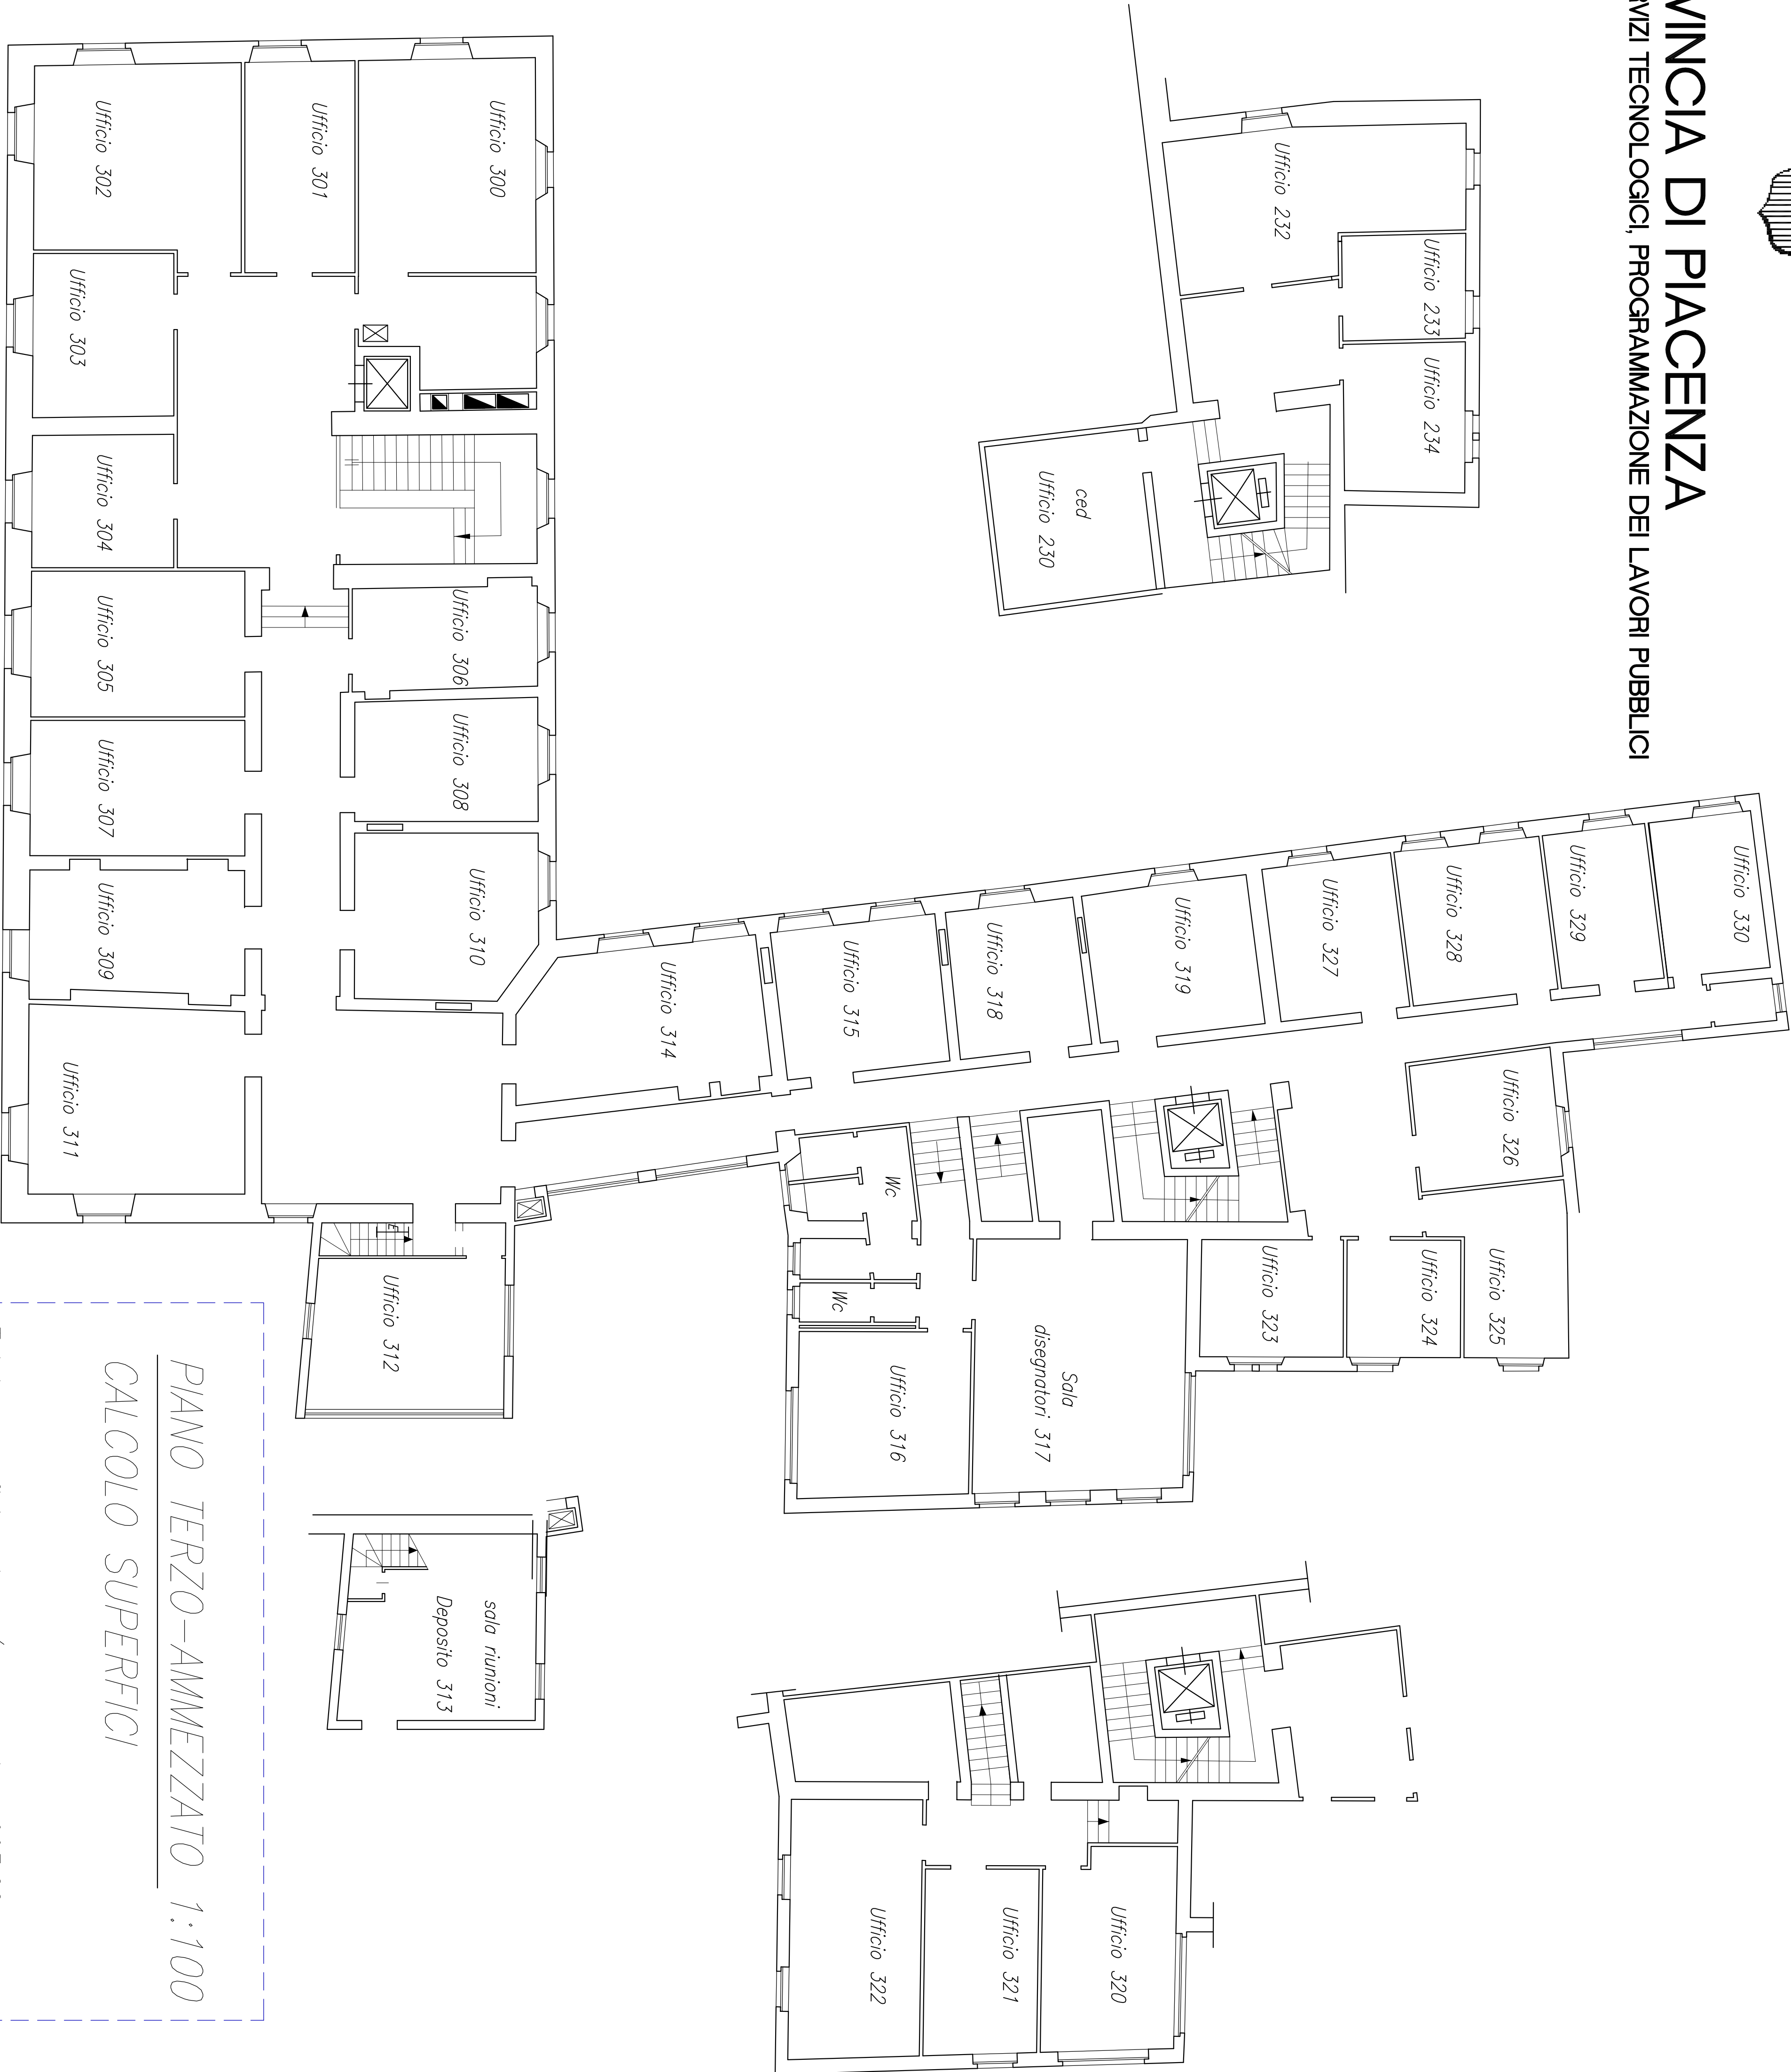 VINCIA DI PIACENZA
RVIZI TECNOLOGICI, PROGRAMMAZIONE DEI LAVORI PUBBLICI
Ufficio 232
Ufficio 233
Ufficio 234
ced
Ufficio 230
Ufficio 300
Ufficio 301
Ufficio 302
Ufficio 303
Ufficio 304
Ufficio 305
Ufficio 306
Ufficio 307
Ufficio 308
Ufficio 309
Ufficio 310
Ufficio 311
Ufficio 312
sala riunioni
Deposito 313
Ufficio 314
Ufficio 315
Ufficio 316
Sala
disegnatori 317
Wc
Wc
Ufficio 318
Ufficio 319
Ufficio 327
Ufficio 328
Ufficio 329
Ufficio 330
Ufficio 326
Ufficio 325
Ufficio 324
Ufficio 323
Ufficio 320
Ufficio 321
Ufficio 322
PIANO TERZO-AMMEZZATO 1:100
CALCOLO SUPERFICI